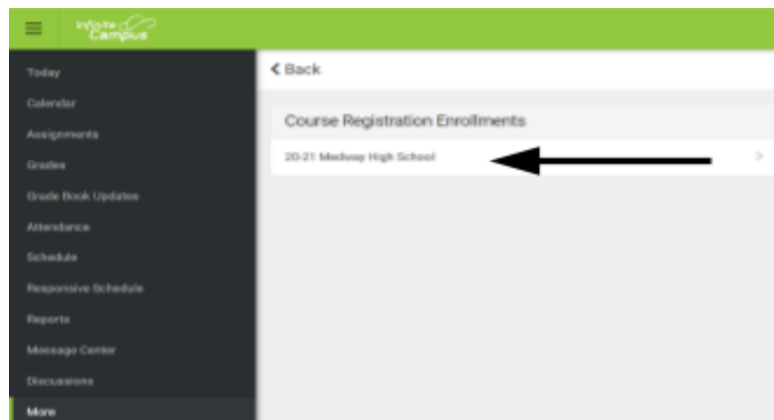 Infinite
Campus
Today
Calendar
Assignments
Grades
Grade Book Updates
Attendance
Schedule
Responsive Schedule
Reports
Message Center
Discussions
More
Back
Course Registration Enrollments
20-21 Medway High School